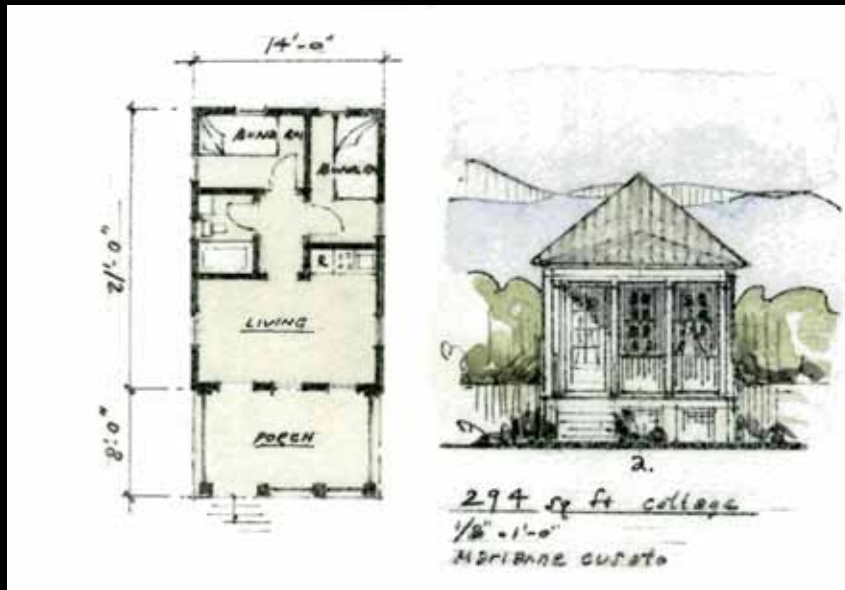 14'-0"
BUNK RM
BUNK
21'-0"
R
LIVING
8'-0"
PORCH
2.
294 sq ft cottage
1/8" = 1'-0"
Marianne cusato